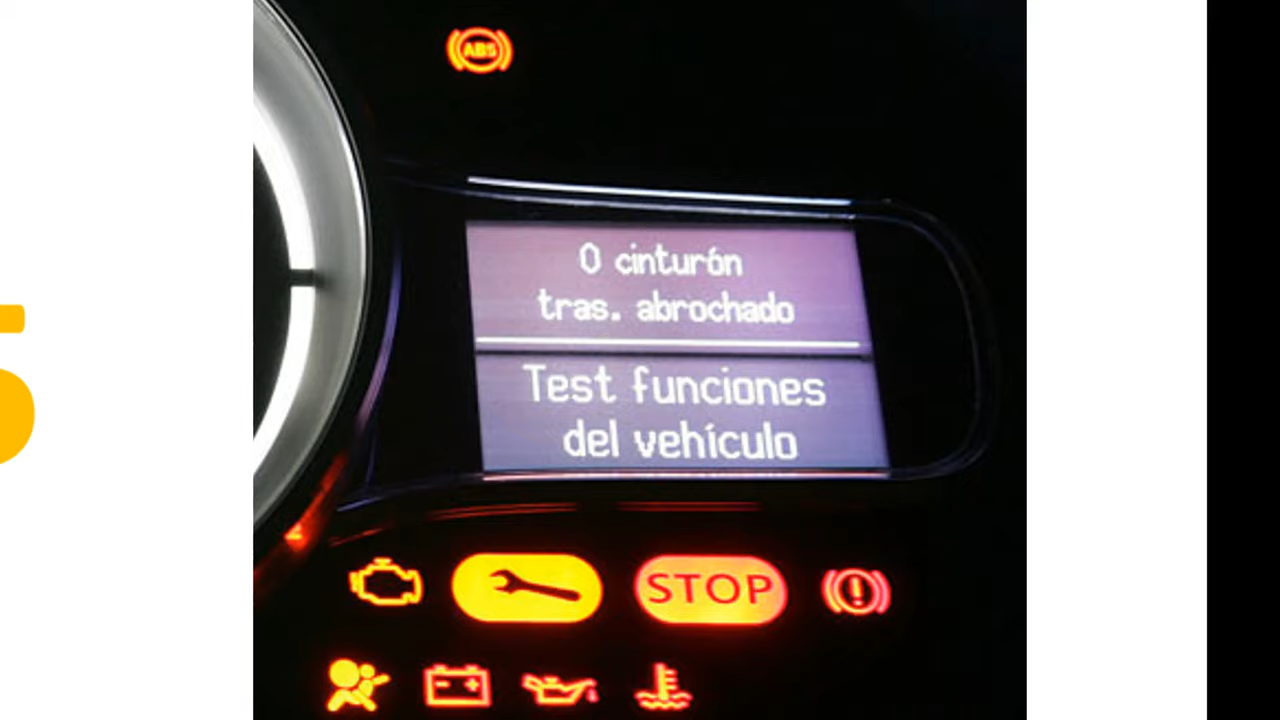 ABS
0 cinturón
tras. abrochado
Test funciones
del vehículo
STOP